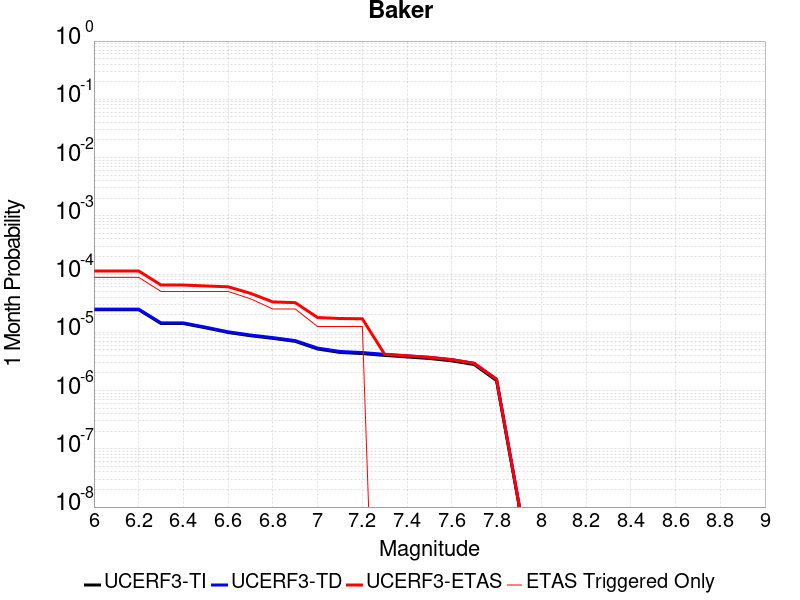 Baker
10 0
10 -1
10 -2
10 -3
10 -4
10 -5
10 -6
10 -7
10 -8
1 Month Probability
6 6.2 6.4 6.6 6.8 7 7.2 7.4 7.6 7.8 8 8.2 8.4 8.6 8.8 9
Magnitude
UCERF3-TI UCERF3-TD UCERF3-ETAS ETAS Triggered Only